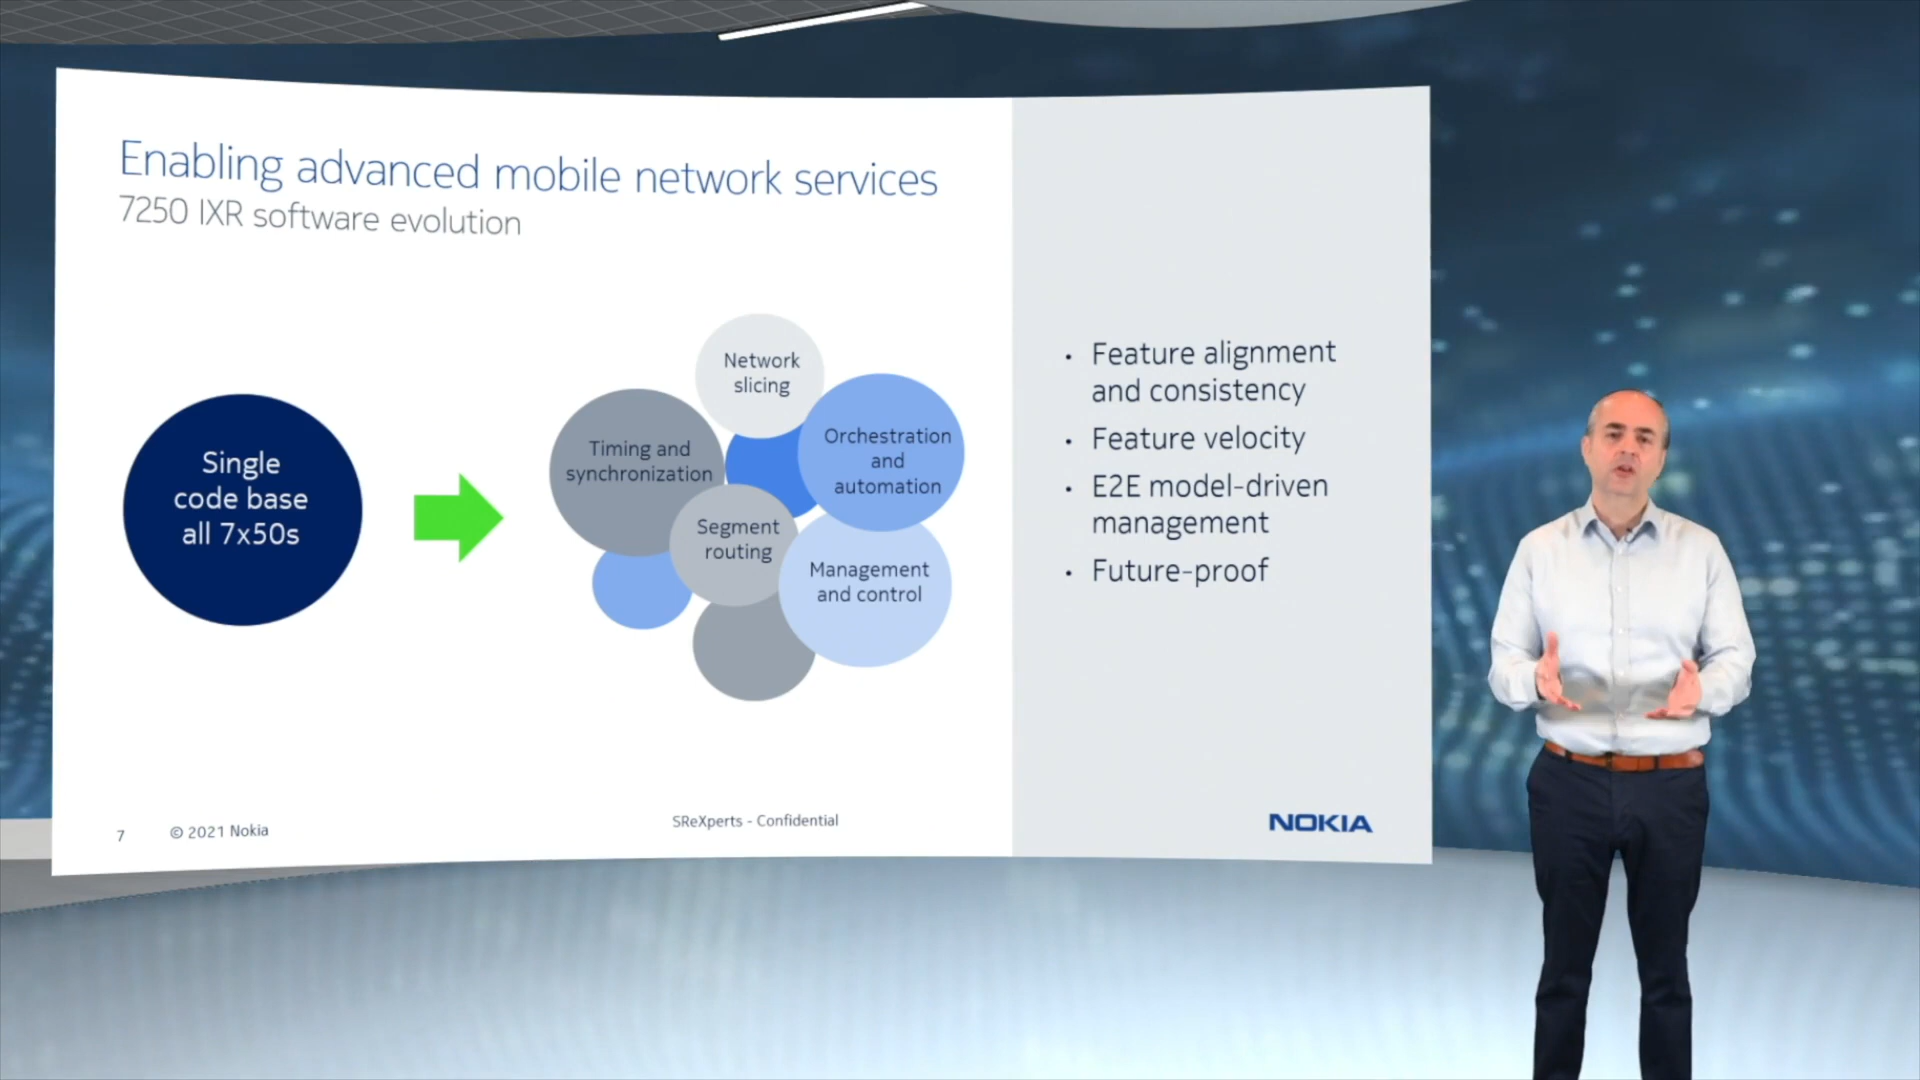 Enabling advanced mobile network services
7250 IXR software evolution
Single
code base
all 7x50s
Network
slicing
Timing and
synchronization
Orchestration
and
automation
Segment
routing
Management
and control
• Feature alignment
and consistency
• Feature velocity
• E2E model-driven
management
• Future-proof
7
© 2021 Nokia
SReXperts - Confidential
NOKIA